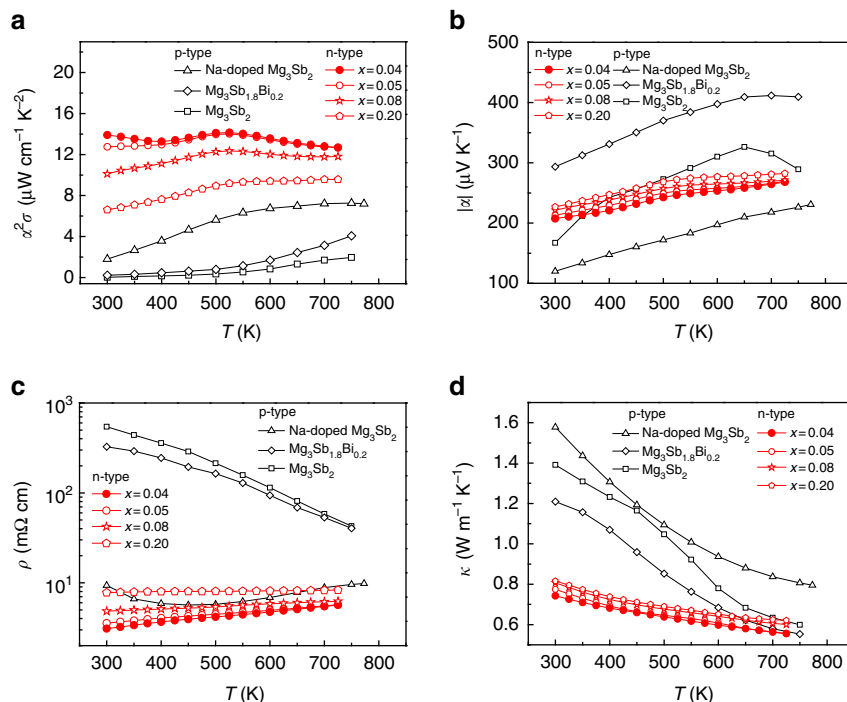 a
p-type n-type
Na-doped Mg₃Sb₂ x = 0.04
Mg₃Sb₁.₈Bi₀.₂ x = 0.05
Mg₃Sb₂ x = 0.08
x = 0.20
20
16
12
8
4
0
α²σ (μW cm⁻¹ K⁻²)
300 400 500 600 700 800
T (K)
b
n-type p-type
x = 0.04 Na-doped Mg₃Sb₂
x = 0.05 Mg₃Sb₁.₈Bi₀.₂
x = 0.08 Mg₃Sb₂
x = 0.20
500
400
300
200
100
|α| (μV K⁻¹)
300 400 500 600 700 800
T (K)
c
p-type
Na-doped Mg₃Sb₂
Mg₃Sb₁.₈Bi₀.₂
Mg₃Sb₂
n-type
x = 0.04
x = 0.05
x = 0.08
x = 0.20
10³
10²
10¹
ρ (mΩ cm)
300 400 500 600 700 800
T (K)
d
p-type n-type
Na-doped Mg₃Sb₂ x = 0.04
Mg₃Sb₁.₈Bi₀.₂ x = 0.05
Mg₃Sb₂ x = 0.08
x = 0.20
1.6
1.4
1.2
1.0
0.8
0.6
κ (W m⁻¹ K⁻¹)
300 400 500 600 700 800
T (K)